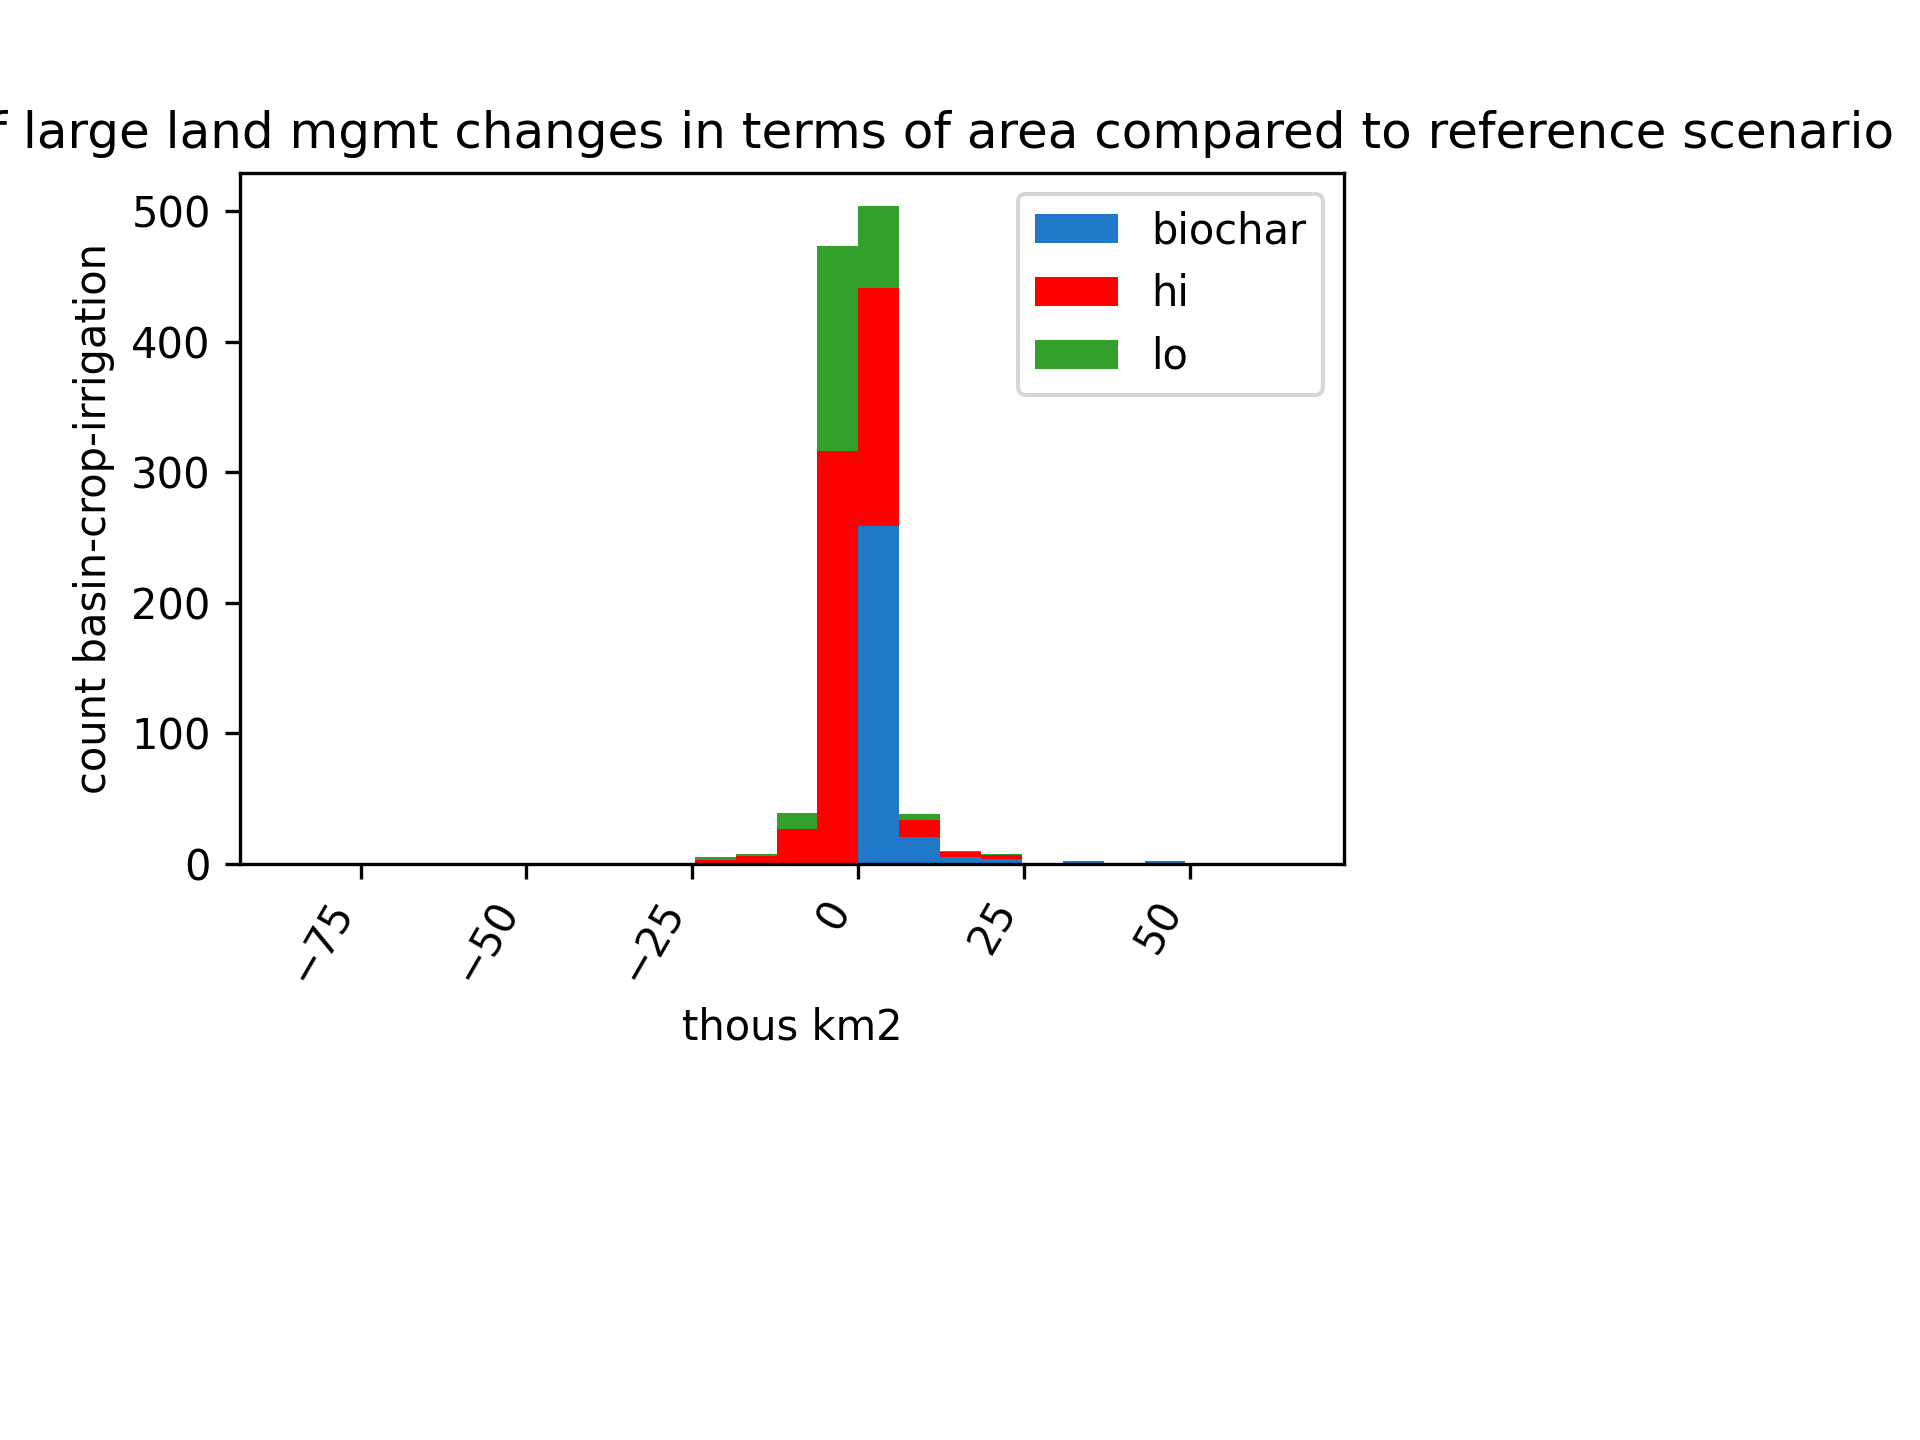 large land mgmt changes in terms of area compared to reference scenario
count basin-crop-irrigation
500
400
300
200
100
0
biochar
hi
lo
−75
−50
−25
0
25
50
thous km2